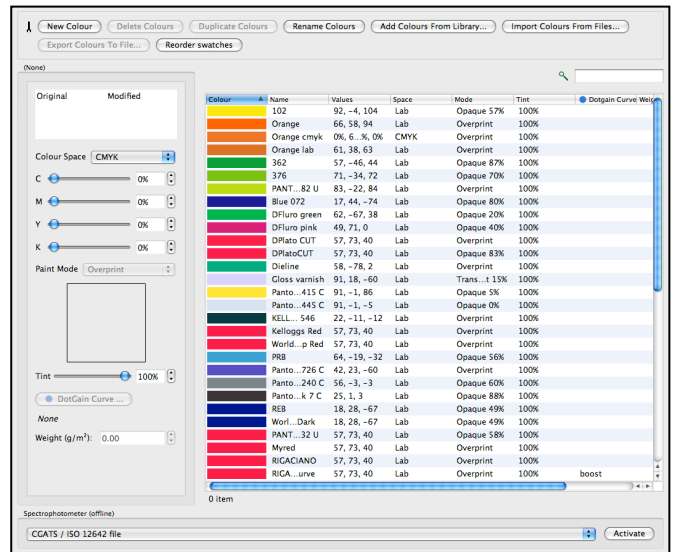 New Colour Delete Colours Duplicate Colours Rename Colours Add Colours From Library... Import Colours From Files...
Export Colours To File... Reorder swatches
(None)
Original Modified
Colour Space CMYK
C 0%
M 0%
Y 0%
K 0%
Paint Mode Overprint
Tint 100%
DotGain Curve ...
None
Weight (g/m²): 0.00
Colour Name Values Space Mode Tint Dotgain Curve Weig
102 92, -4, 104 Lab Opaque 57% 100%
Orange 66, 58, 94 Lab Overprint 100%
Orange cmyk 0%, 6...%, 0% CMYK Overprint 100%
Orange lab 61, 38, 63 Lab Overprint 100%
362 57, -46, 44 Lab Opaque 87% 100%
376 71, -34, 72 Lab Opaque 70% 100%
PANT...82 U 83, -22, 84 Lab Overprint 100%
Blue 072 17, 44, -74 Lab Opaque 80% 100%
DFluro green 62, -67, 38 Lab Opaque 20% 100%
DFluro pink 49, 71, 0 Lab Opaque 40% 100%
DPlato CUT 57, 73, 40 Lab Overprint 100%
DPlatoCUT 57, 73, 40 Lab Opaque 83% 100%
Dieline 58, -78, 2 Lab Overprint 100%
Gloss varnish 91, 18, -60 Lab Trans...t 15% 100%
Panto...415 C 91, -1, 86 Lab Opaque 5% 100%
Panto...445 C 91, -1, -5 Lab Opaque 0% 100%
KELL... 546 22, -11, -12 Lab Overprint 100%
Kelloggs Red 57, 73, 40 Lab Overprint 100%
World...p Red 57, 73, 40 Lab Overprint 100%
PRB 64, -19, -32 Lab Opaque 56% 100%
Panto...726 C 42, 23, -60 Lab Overprint 100%
Panto...240 C 56, -3, -3 Lab Opaque 60% 100%
Panto...k 7 C 25, 1, 3 Lab Opaque 88% 100%
REB 18, 28, -67 Lab Opaque 49% 100%
Worl...Dark 18, 28, -67 Lab Opaque 49% 100%
PANT...32 U 57, 73, 40 Lab Opaque 58% 100%
Myred 57, 73, 40 Lab Overprint 100%
RIGACIANO 57, 73, 40 Lab Overprint 100%
RIGA...urve 57, 73, 40 Lab Overprint 100% boost
0 item
Spectrophotometer (offline)
CGATS / ISO 12642 file Activate